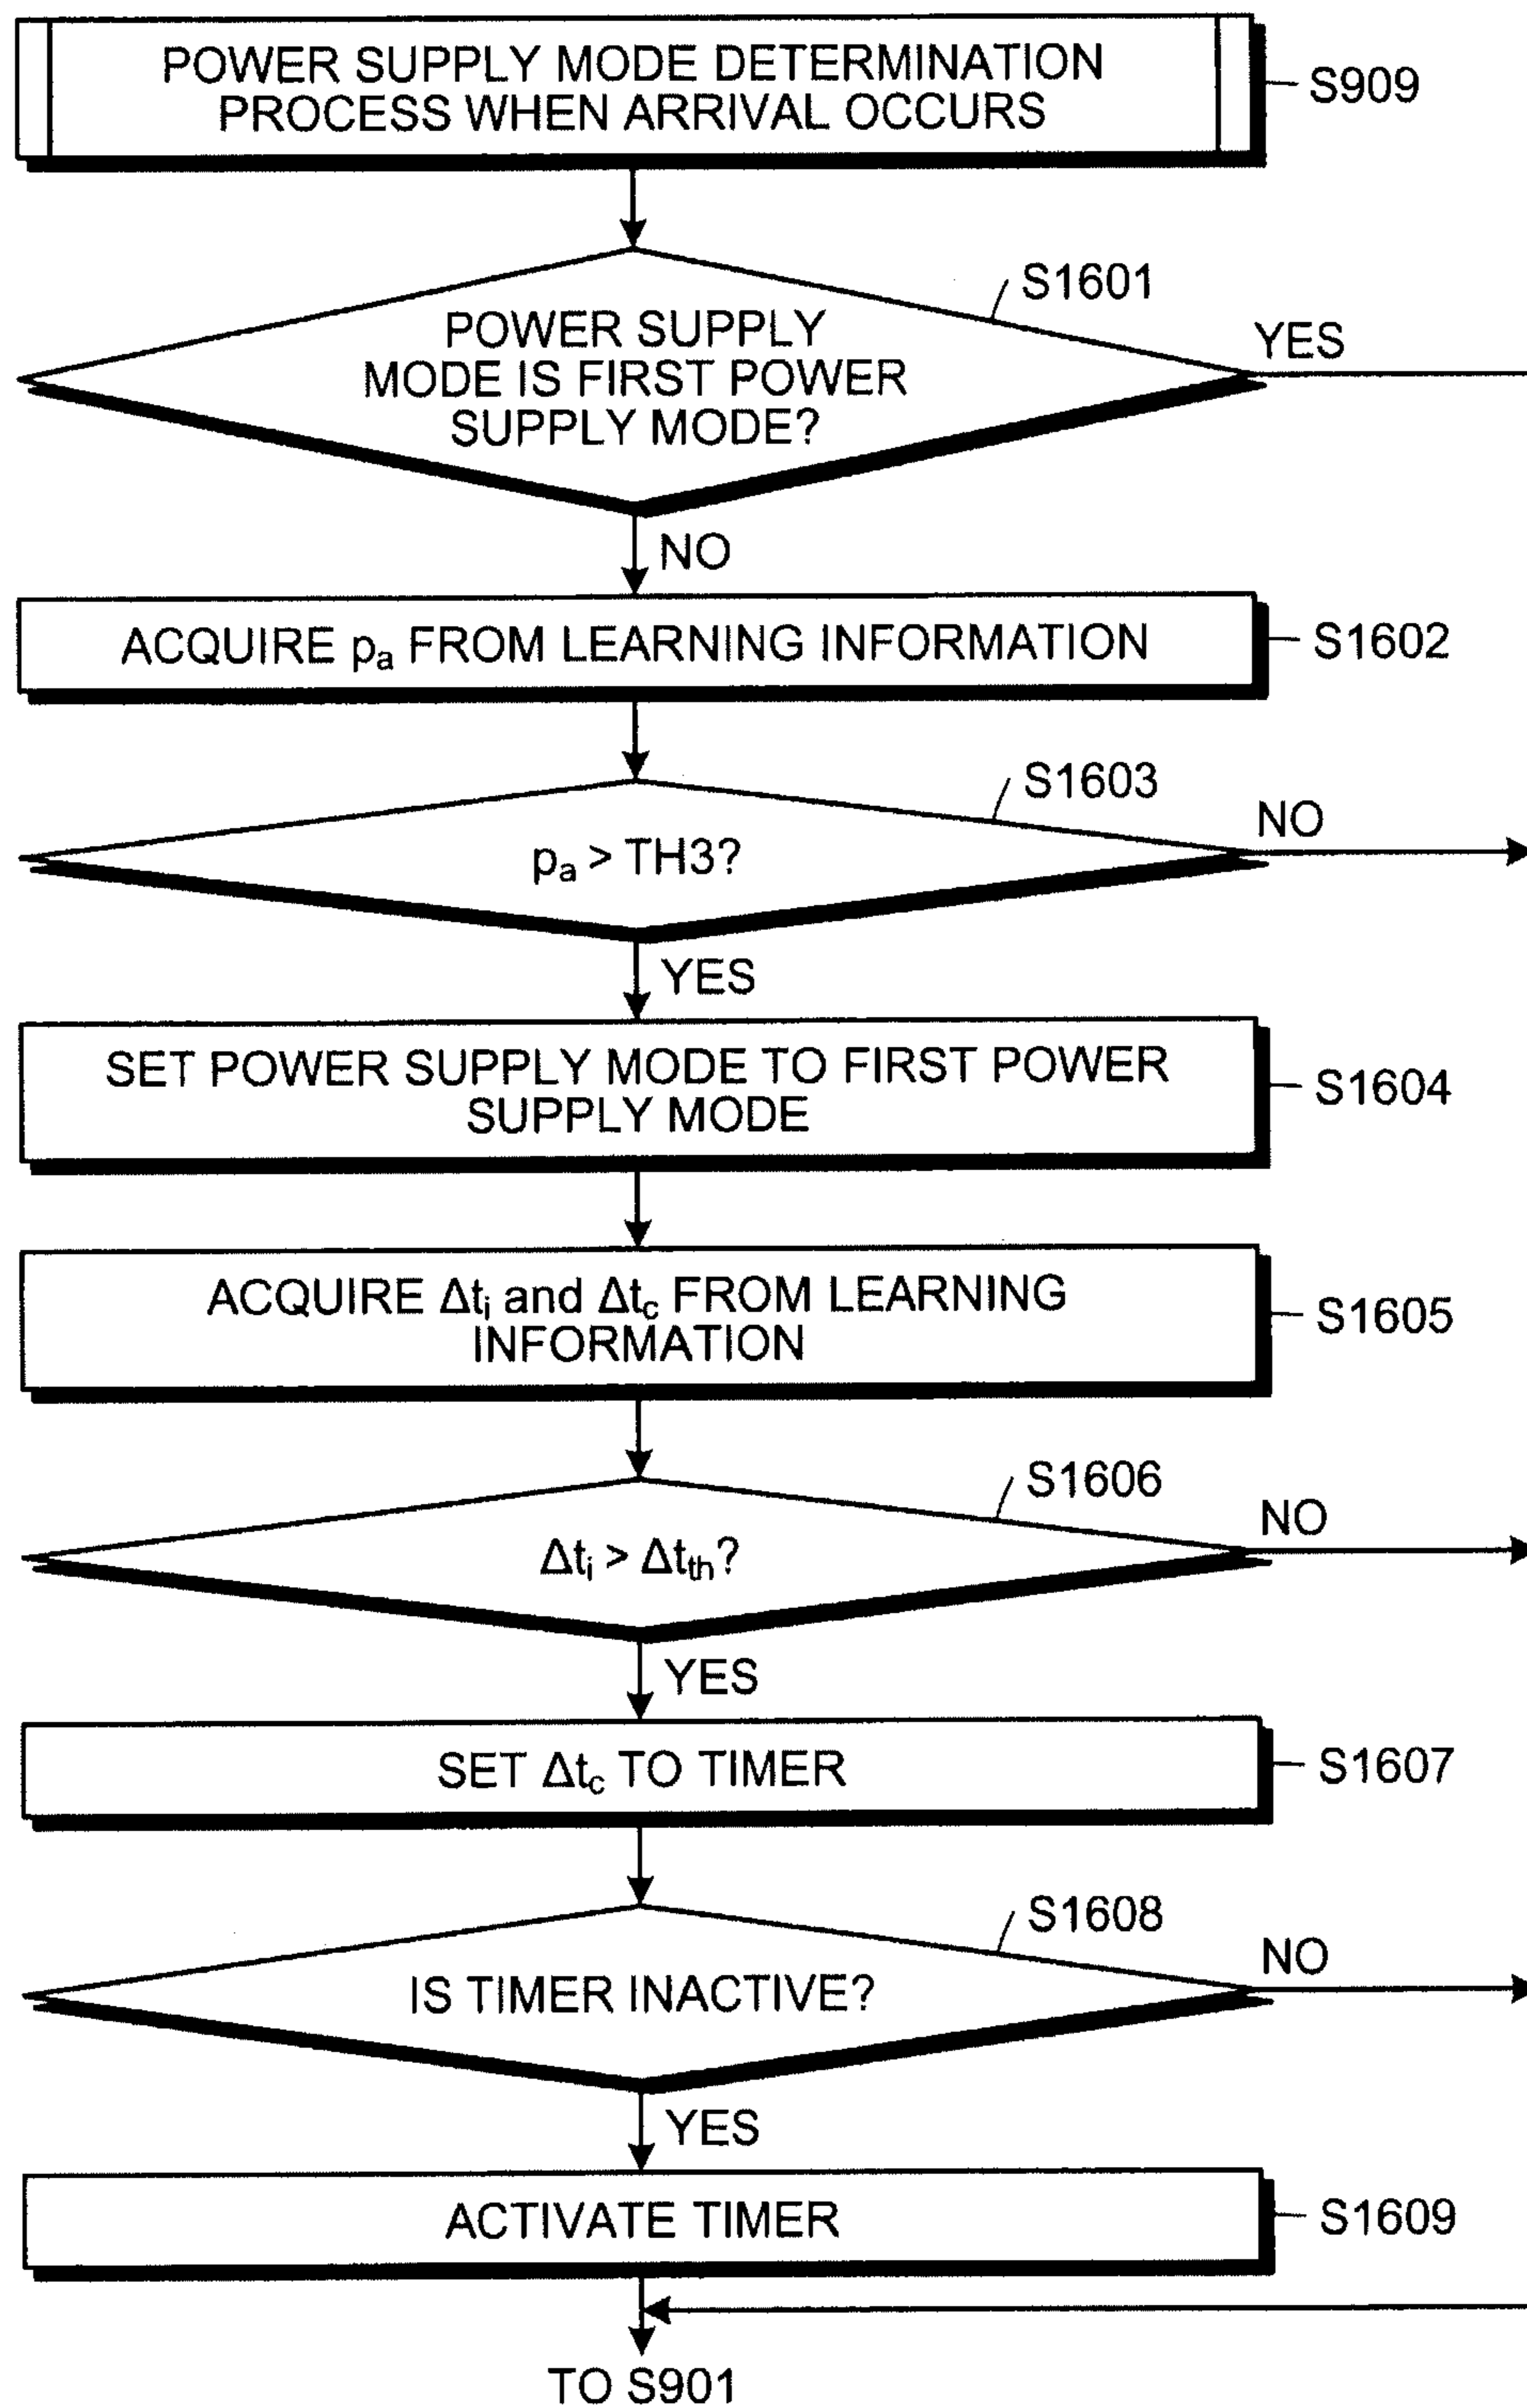 POWER SUPPLY MODE DETERMINATION
PROCESS WHEN ARRIVAL OCCURS
S909
S1601
POWER SUPPLY
MODE IS FIRST POWER
SUPPLY MODE?
YES
NO
ACQUIRE pa FROM LEARNING INFORMATION
S1602
S1603
pa > TH3?
NO
YES
SET POWER SUPPLY MODE TO FIRST POWER
SUPPLY MODE
S1604
ACQUIRE Δti and Δtc FROM LEARNING
INFORMATION
S1605
S1606
Δti > Δtth?
NO
YES
SET Δtc TO TIMER
S1607
S1608
IS TIMER INACTIVE?
NO
YES
ACTIVATE TIMER
S1609
TO S901